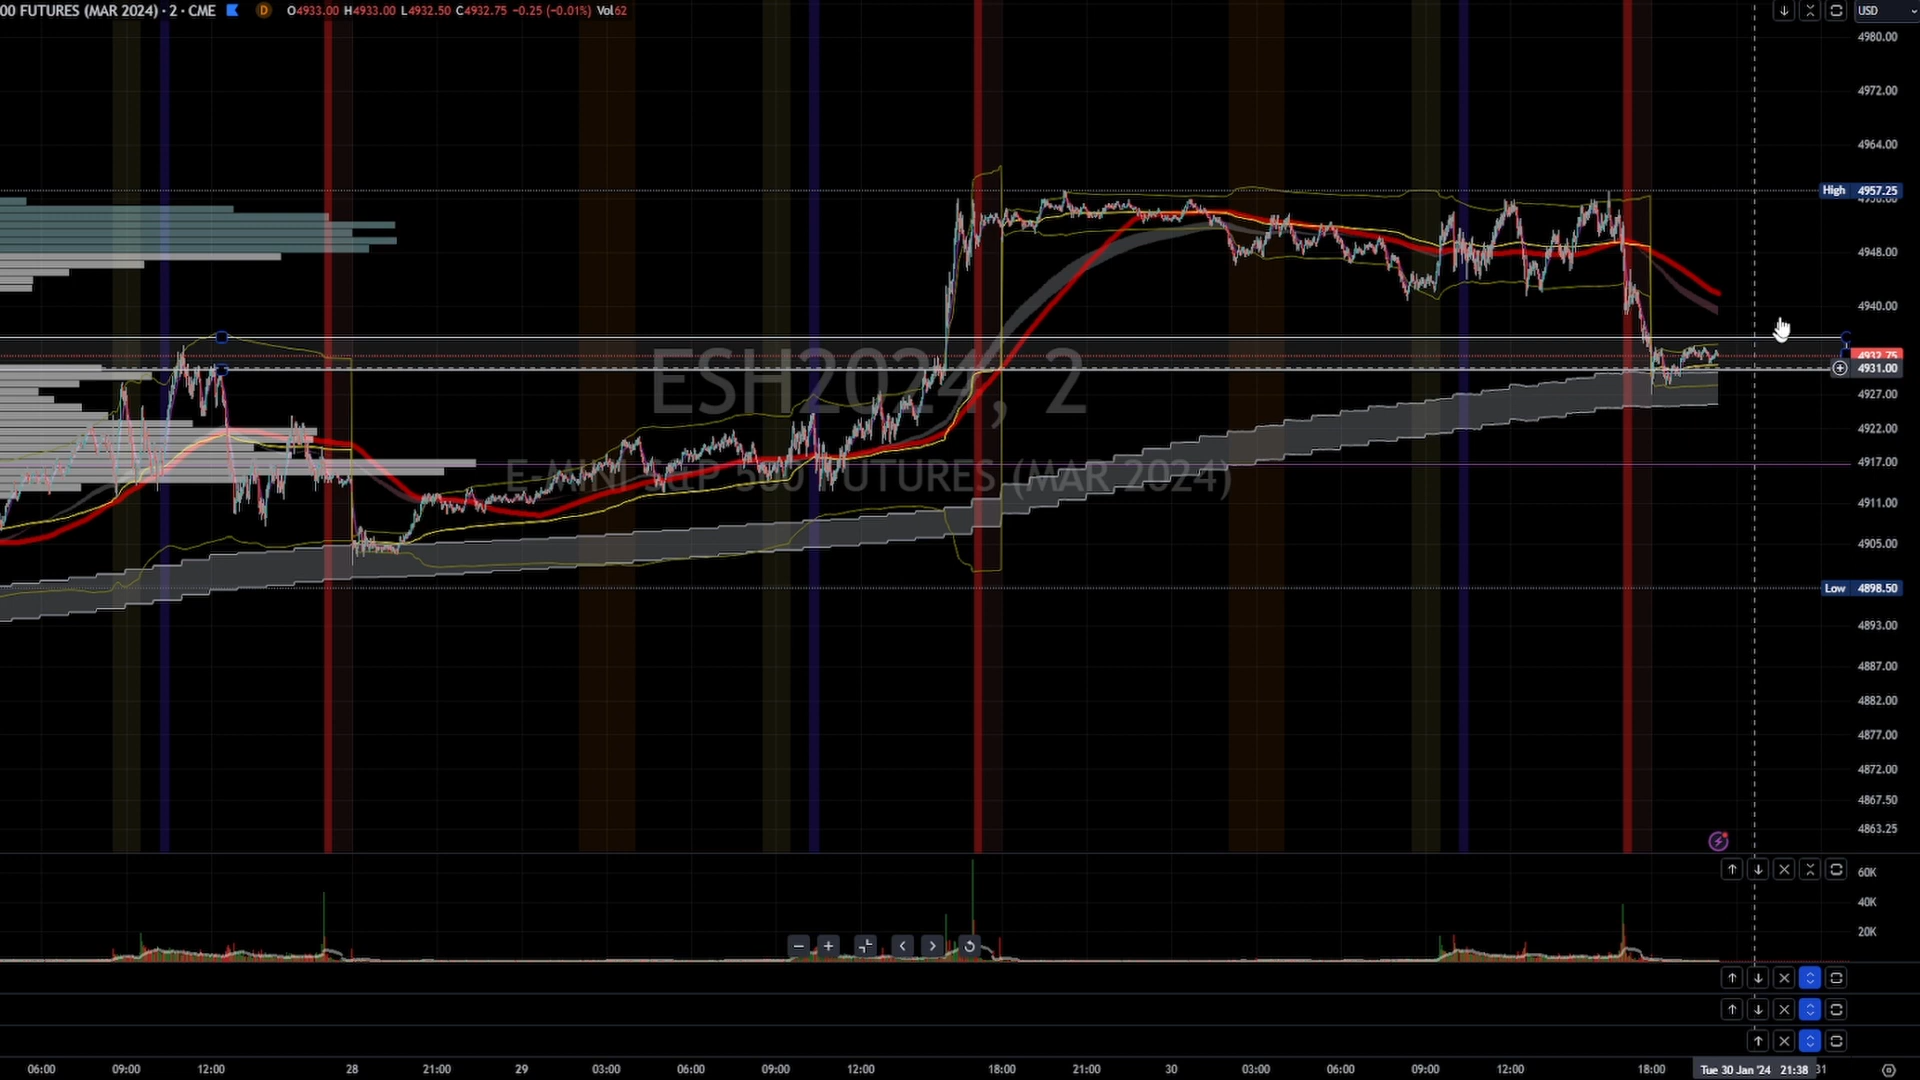 00 FUTURES (MAR 2024) · 2 · CME D O4933.00 H4933.00 L4932.50 C4932.75 −0.25 (−0.01%) Vol62
USD
4980.00
4972.00
4964.00
High 4957.25
4948.00
4940.00
4932.75
4931.00
4927.00
4922.00
4917.00
4911.00
4905.00
Low 4898.50
4893.00
4887.00
4882.00
4877.00
4872.00
4867.50
4863.25
ESH2024, 2
E-MINI S&P 500 FUTURES (MAR 2024)
60K
40K
20K
06:00 09:00 12:00 28 21:00 29 03:00 06:00 09:00 12:00 18:00 21:00 30 03:00 06:00 09:00 12:00 18:00 Tue 30 Jan '24 21:38 31